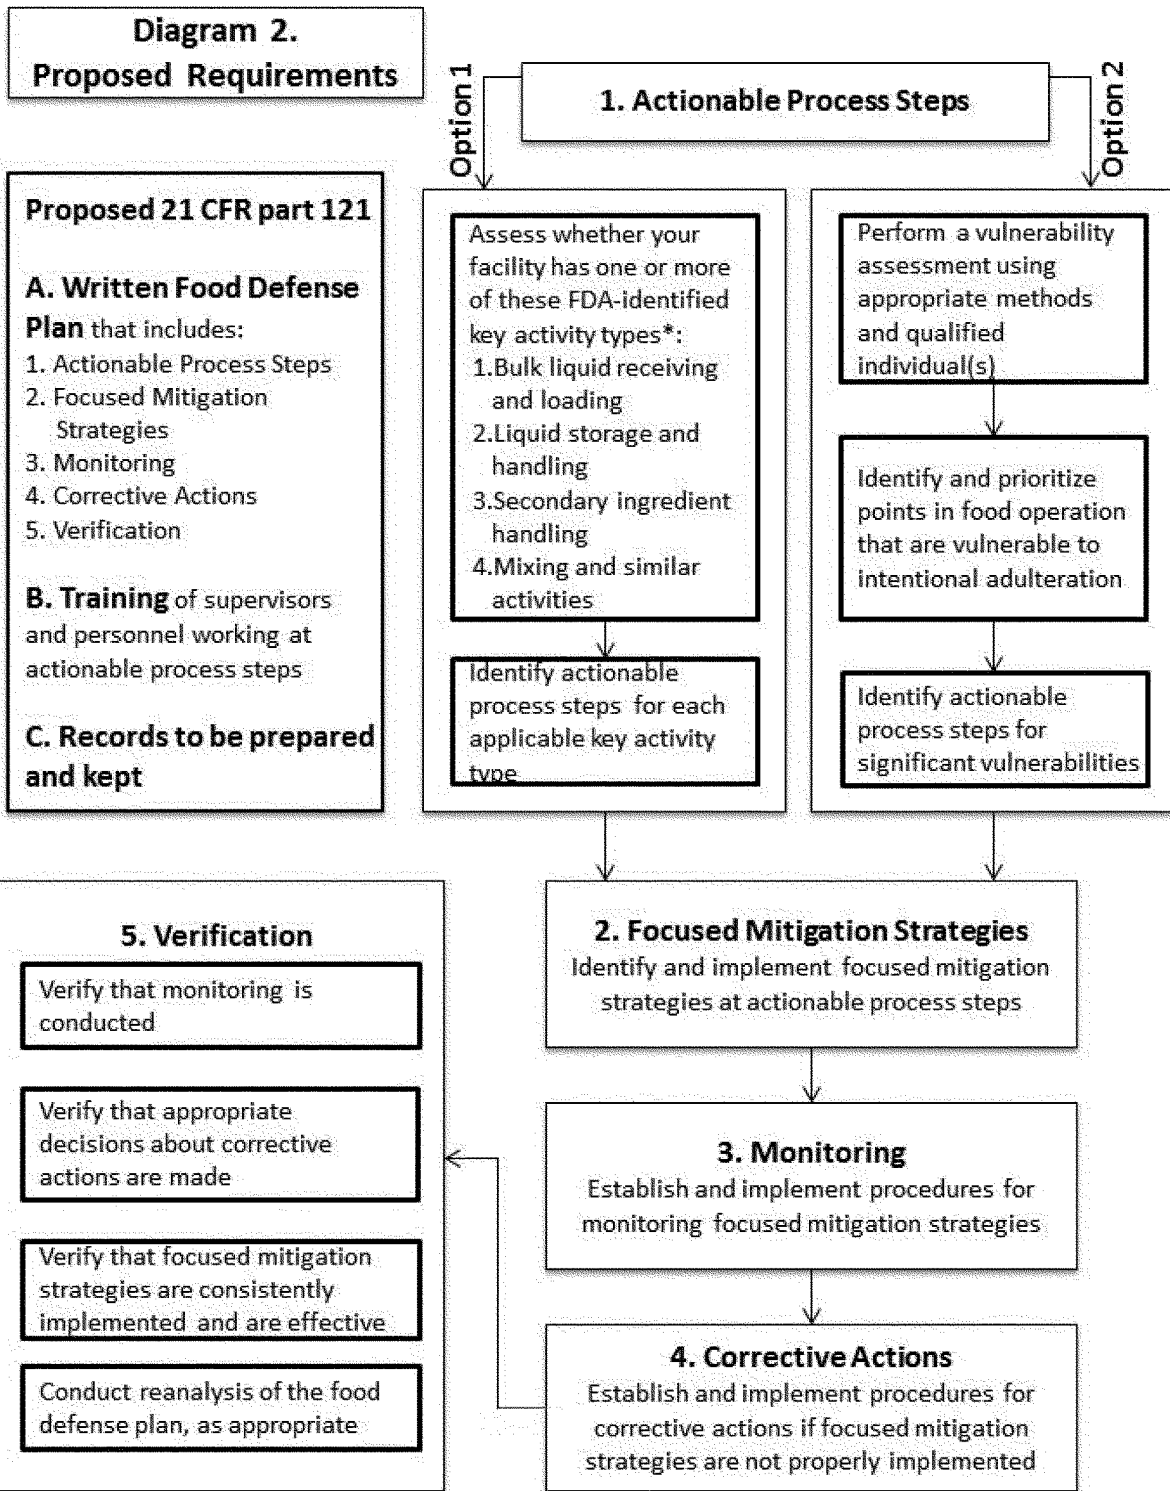 Diagram 2.
Proposed Requirements
Proposed 21 CFR part 121
A. Written Food Defense
Plan that includes:
1. Actionable Process Steps
2. Focused Mitigation
Strategies
3. Monitoring
4. Corrective Actions
5. Verification
B. Training of supervisors
and personnel working at
actionable process steps
C. Records to be prepared
and kept
1. Actionable Process Steps
Option 1
Option 2
Assess whether your
facility has one or more
of these FDA-identified
key activity types*:
1.Bulk liquid receiving
and loading
2.Liquid storage and
handling
3.Secondary ingredient
handling
4.Mixing and similar
activities
Identify actionable
process steps for each
applicable key activity
type
Perform a vulnerability
assessment using
appropriate methods
and qualified
individual(s)
Identify and prioritize
points in food operation
that are vulnerable to
intentional adulteration
Identify actionable
process steps for
significant vulnerabilities
2. Focused Mitigation Strategies
Identify and implement focused mitigation
strategies at actionable process steps
3. Monitoring
Establish and implement procedures for
monitoring focused mitigation strategies
4. Corrective Actions
Establish and implement procedures for
corrective actions if focused mitigation
strategies are not properly implemented
5. Verification
Verify that monitoring is
conducted
Verify that appropriate
decisions about corrective
actions are made
Verify that focused mitigation
strategies are consistently
implemented and are effective
Conduct reanalysis of the food
defense plan, as appropriate